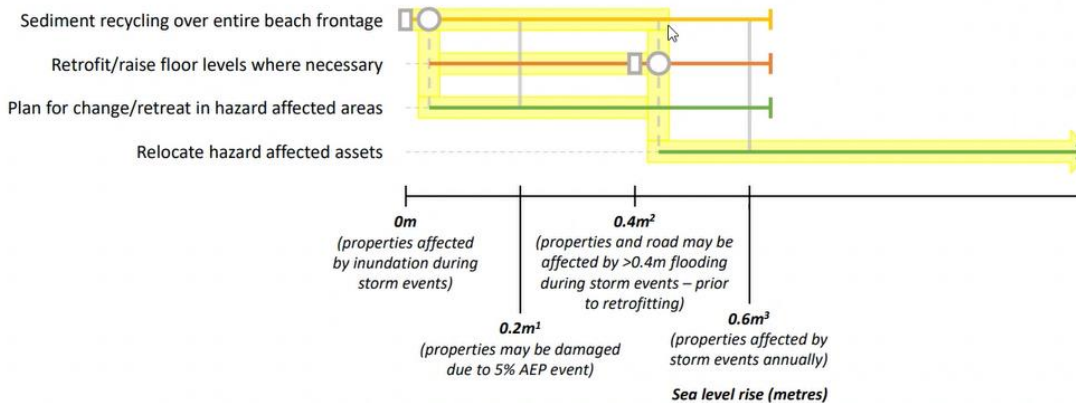 Sediment recycling over entire beach frontage
Retrofit/raise floor levels where necessary
Plan for change/retreat in hazard affected areas
Relocate hazard affected assets
0m
(properties affected
by inundation during
storm events)
0.2m¹
(properties may be damaged
due to 5% AEP event)
0.4m²
(properties and road may be
affected by >0.4m flooding
during storm events – prior
to retrofitting)
0.6m³
(properties affected by
storm events annually)
Sea level rise (metres)